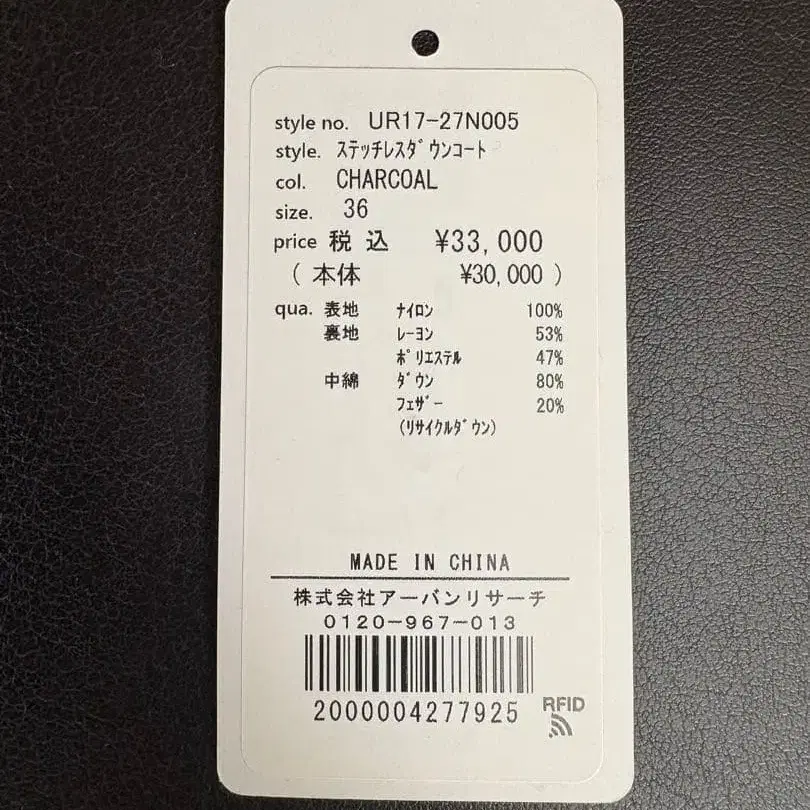 style no. UR17-27N005
style. ｽﾃｯﾁﾚｽﾀﾞｳﾝｺｰﾄ
col. CHARCOAL
size. 36
price 税 込 ¥33,000
( 本体 ¥30,000 )
qua. 表地 ﾅｲﾛﾝ 100%
裏地 ﾚｰﾖﾝ 53%
ﾎﾟﾘｴｽﾃﾙ 47%
中綿 ﾀﾞｳﾝ 80%
ﾌｪｻﾞｰ 20%
(ﾘｻｲｸﾙﾀﾞｳﾝ)
MADE IN CHINA
株式会社アーバンリサーチ
0120-967-013
2000004277925
RFID